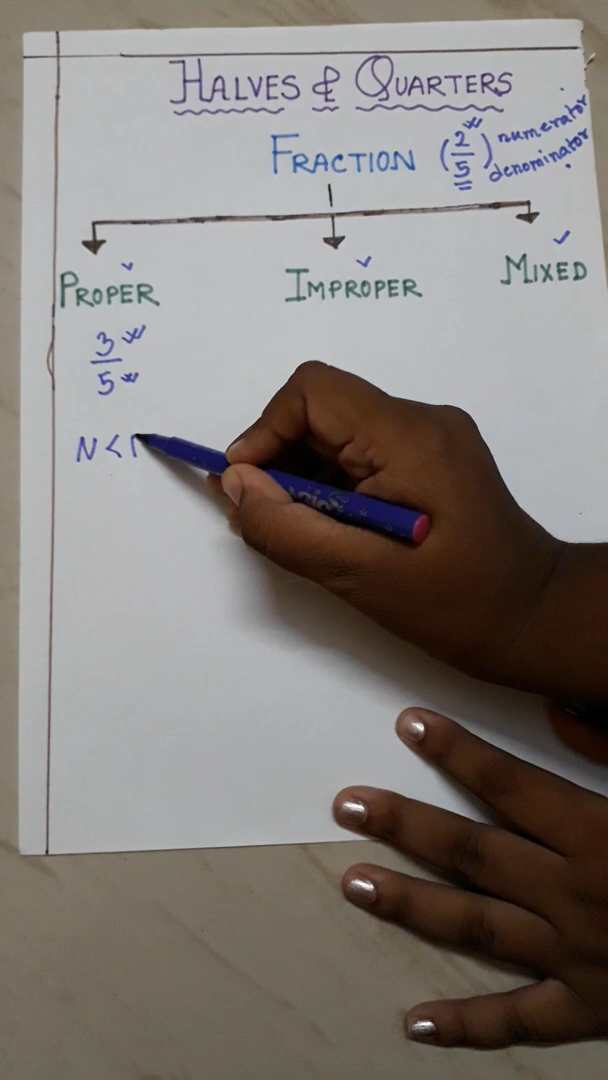 HALVES & QUARTERS
FRACTION (2/5) numerator
denominator
PROPER IMPROPER MIXED
3
5
N <